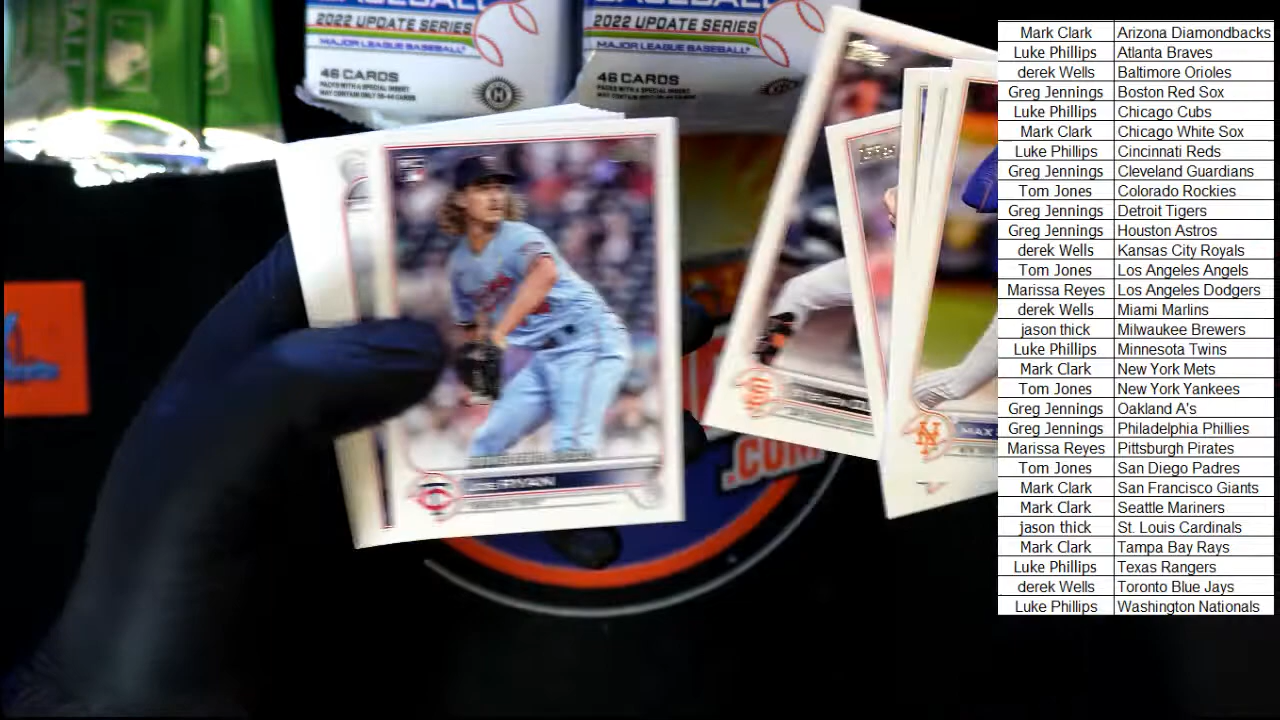 BASEBALL
2022 UPDATE SERIES
MAJOR LEAGUE BASEBALL
46 CARDS
2022 UPDATE SERIES
MAJOR LEAGUE BASEBALL
46 CARDS
RC
RYAN
MAX
.COM
Mark Clark Arizona Diamondbacks
Luke Phillips Atlanta Braves
derek Wells Baltimore Orioles
Greg Jennings Boston Red Sox
Luke Phillips Chicago Cubs
Mark Clark Chicago White Sox
Luke Phillips Cincinnati Reds
Greg Jennings Cleveland Guardians
Tom Jones Colorado Rockies
Greg Jennings Detroit Tigers
Greg Jennings Houston Astros
derek Wells Kansas City Royals
Tom Jones Los Angeles Angels
Marissa Reyes Los Angeles Dodgers
derek Wells Miami Marlins
jason thick Milwaukee Brewers
Luke Phillips Minnesota Twins
Mark Clark New York Mets
Tom Jones New York Yankees
Greg Jennings Oakland A's
Greg Jennings Philadelphia Phillies
Marissa Reyes Pittsburgh Pirates
Tom Jones San Diego Padres
Mark Clark San Francisco Giants
Mark Clark Seattle Mariners
jason thick St. Louis Cardinals
Mark Clark Tampa Bay Rays
Luke Phillips Texas Rangers
derek Wells Toronto Blue Jays
Luke Phillips Washington Nationals